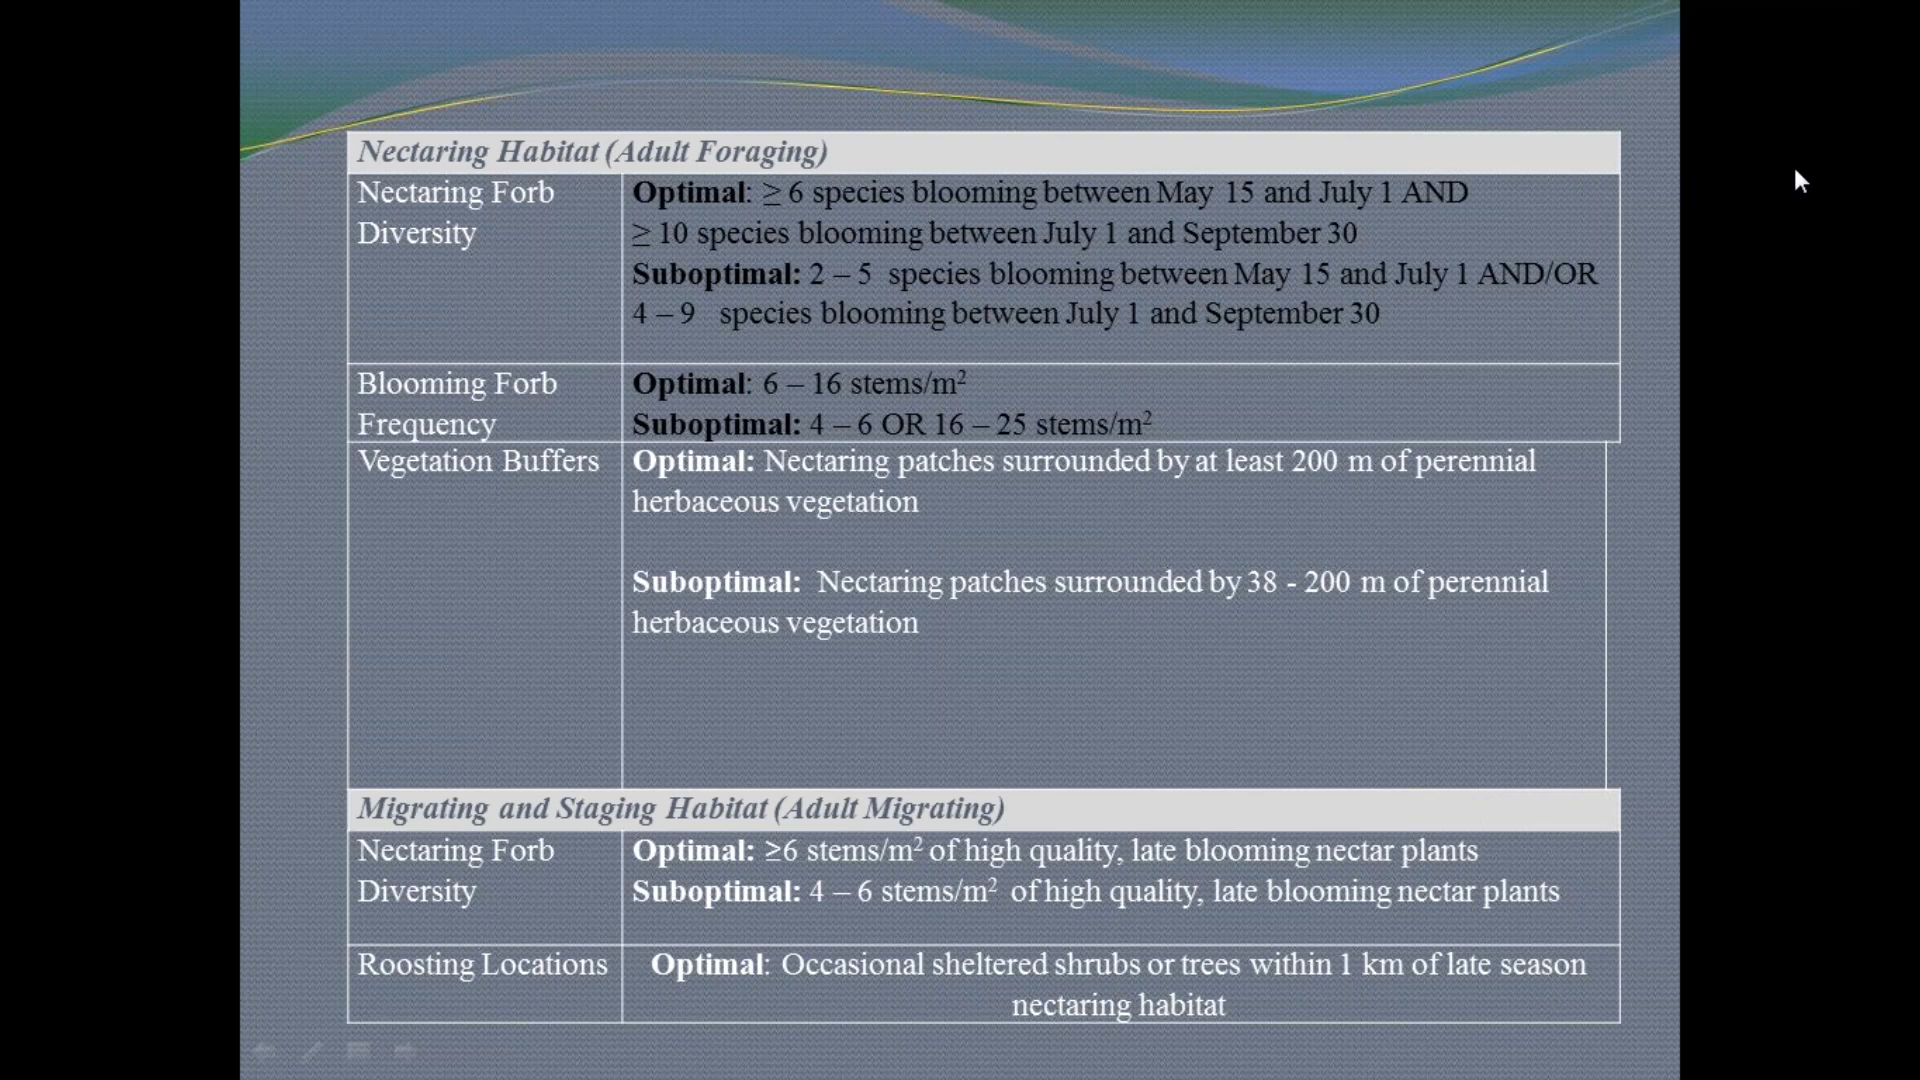 Nectaring Habitat (Adult Foraging)
Nectaring Forb
Diversity
Optimal: ≥ 6 species blooming between May 15 and July 1 AND
≥ 10 species blooming between July 1 and September 30
Suboptimal: 2 – 5 species blooming between May 15 and July 1 AND/OR
4 – 9 species blooming between July 1 and September 30
Blooming Forb
Frequency
Optimal: 6 – 16 stems/m²
Suboptimal: 4 – 6 OR 16 – 25 stems/m²
Vegetation Buffers
Optimal: Nectaring patches surrounded by at least 200 m of perennial
herbaceous vegetation
Suboptimal: Nectaring patches surrounded by 38 - 200 m of perennial
herbaceous vegetation
Migrating and Staging Habitat (Adult Migrating)
Nectaring Forb
Diversity
Optimal: ≥6 stems/m² of high quality, late blooming nectar plants
Suboptimal: 4 – 6 stems/m² of high quality, late blooming nectar plants
Roosting Locations
Optimal: Occasional sheltered shrubs or trees within 1 km of late season
nectaring habitat